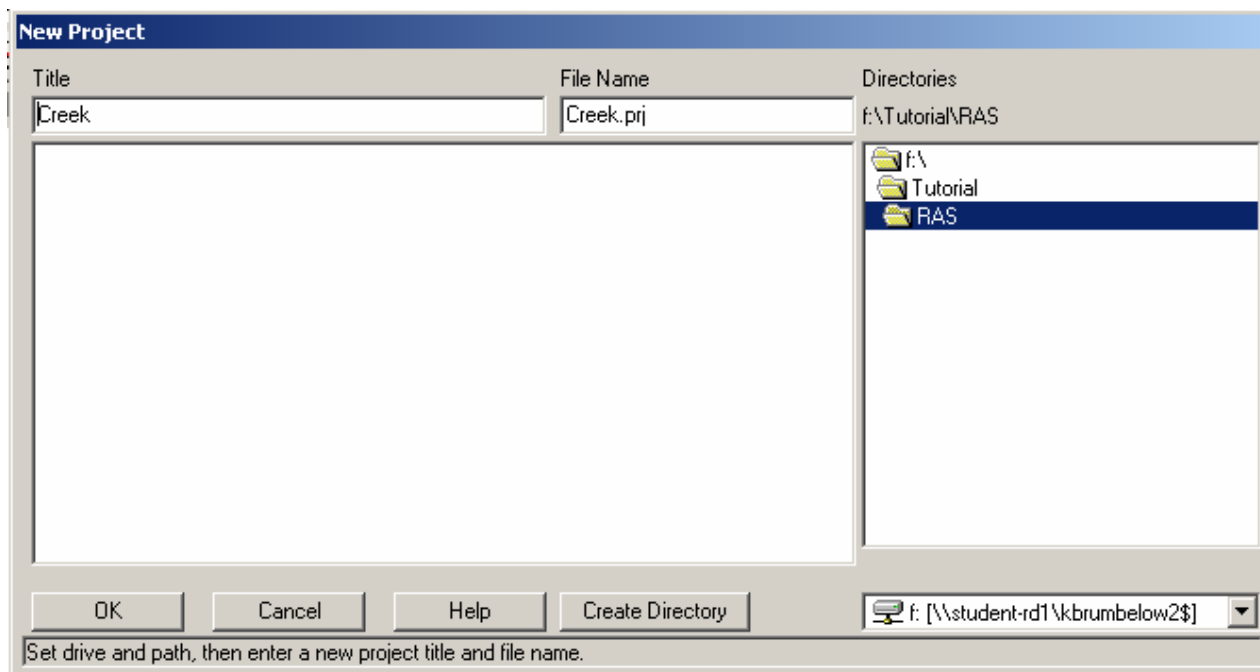 New Project
Title File Name Directories
Creek Creek.prj f:\Tutorial\RAS
f:\
Tutorial
RAS
OK Cancel Help Create Directory f: [\\student-rd1\kbrumbelow2$]
Set drive and path, then enter a new project title and file name.